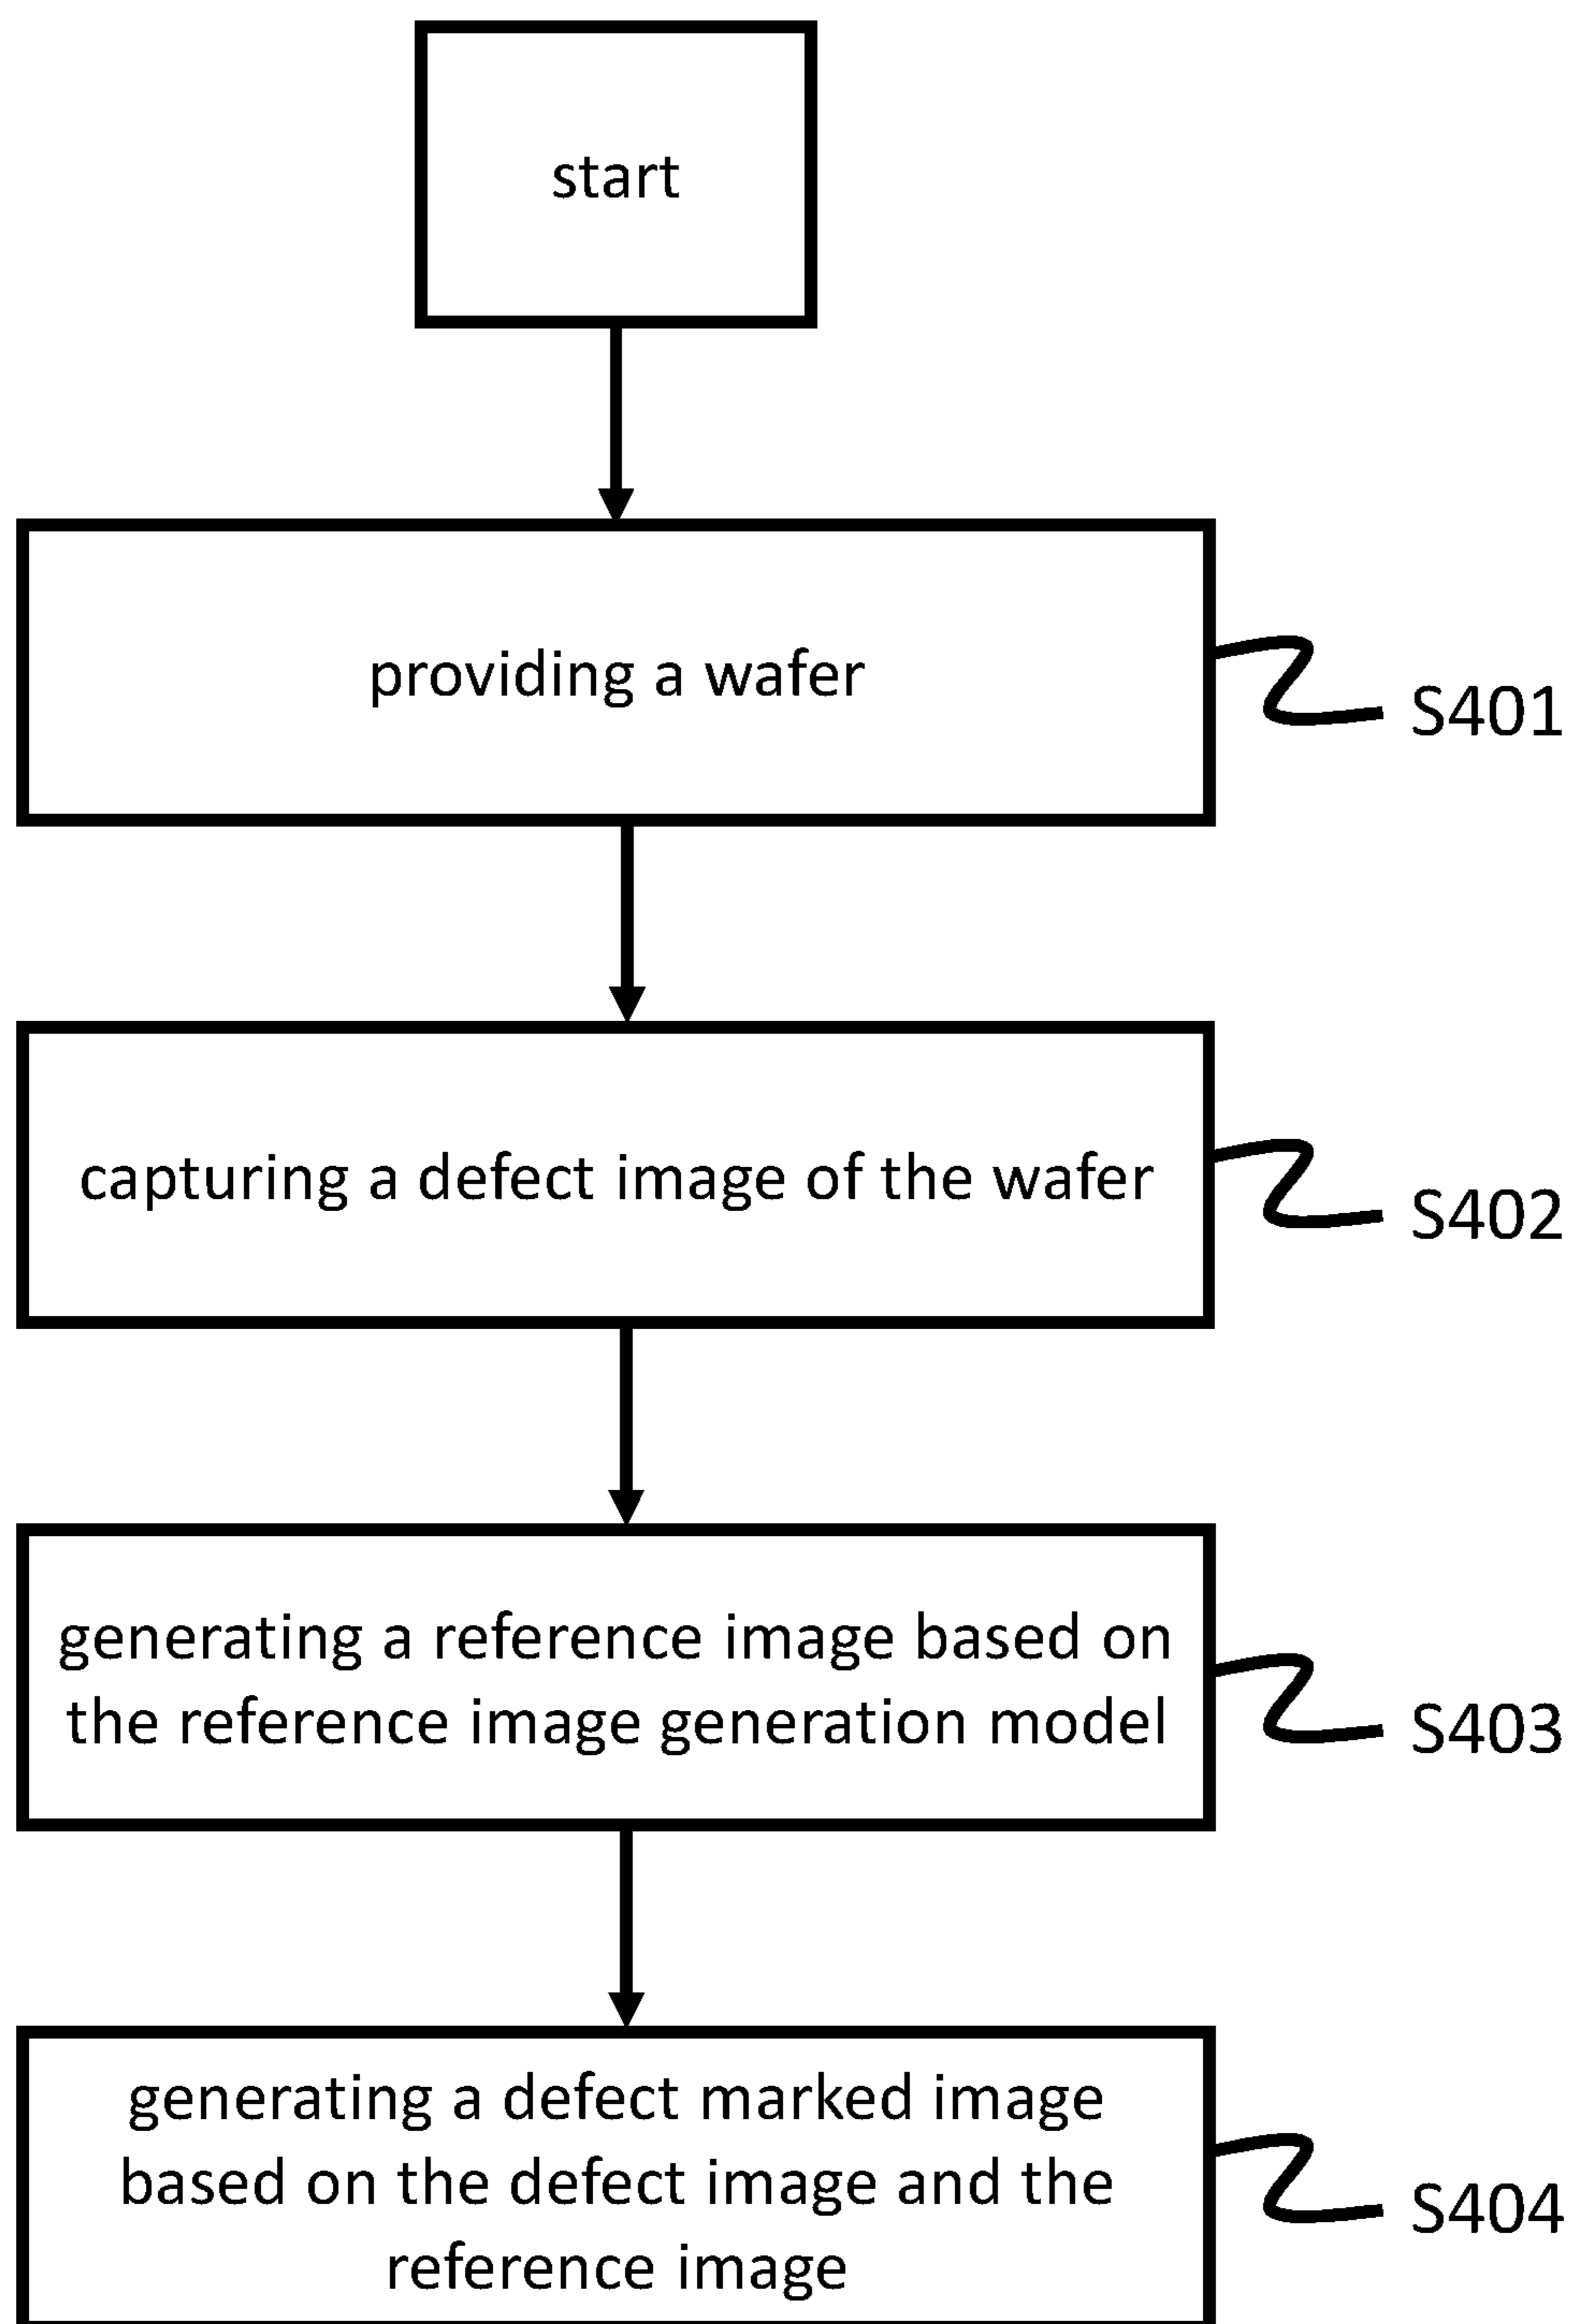 start
providing a wafer
S401
capturing a defect image of the wafer
S402
generating a reference image based on
the reference image generation model
S403
generating a defect marked image
based on the defect image and the
reference image
S404